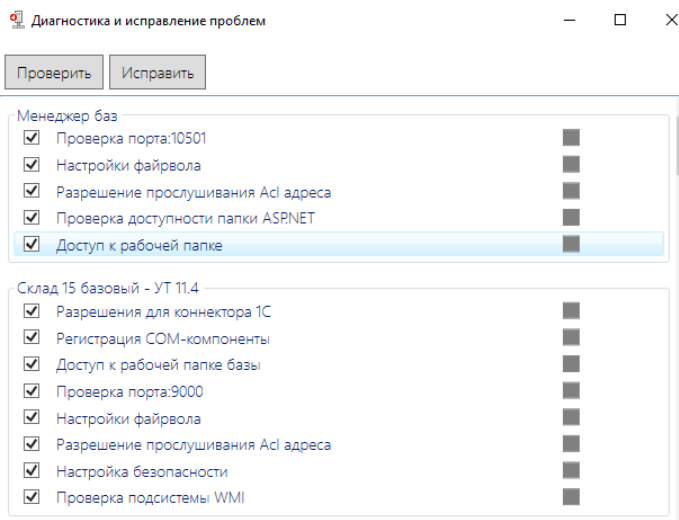 Диагностика и исправление проблем
Проверить Исправить
Менеджер баз
Проверка порта:10501
Настройки файрвола
Разрешение прослушивания Acl адреса
Проверка доступности папки ASP.NET
Доступ к рабочей папке
Склад 15 базовый - УТ 11.4
Разрешения для коннектора 1С
Регистрация COM-компоненты
Доступ к рабочей папке базы
Проверка порта:9000
Настройки файрвола
Разрешение прослушивания Acl адреса
Настройка безопасности
Проверка подсистемы WMI